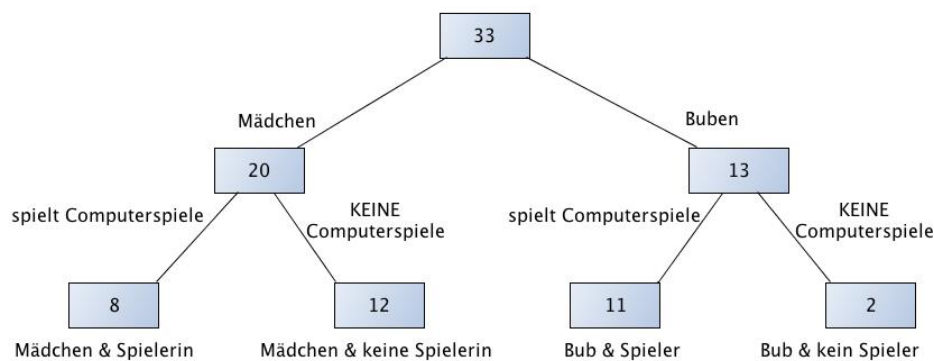 33
Mädchen
Buben
20
13
spielt Computerspiele
KEINE
Computerspiele
spielt Computerspiele
KEINE
Computerspiele
8
12
11
2
Mädchen & Spielerin
Mädchen & keine Spielerin
Bub & Spieler
Bub & kein Spieler